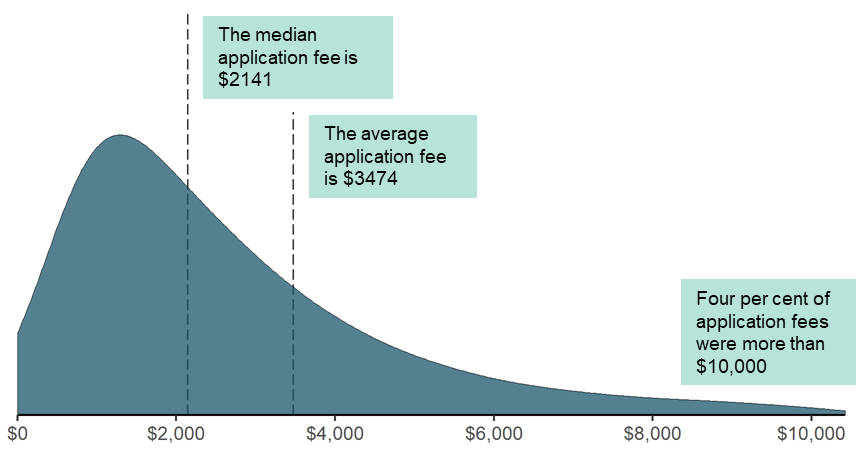 The median
application fee is
$2141
The average
application fee
is $3474
Four per cent of
application fees
were more than
$10,000
$0
$2,000
$4,000
$6,000
$8,000
$10,000